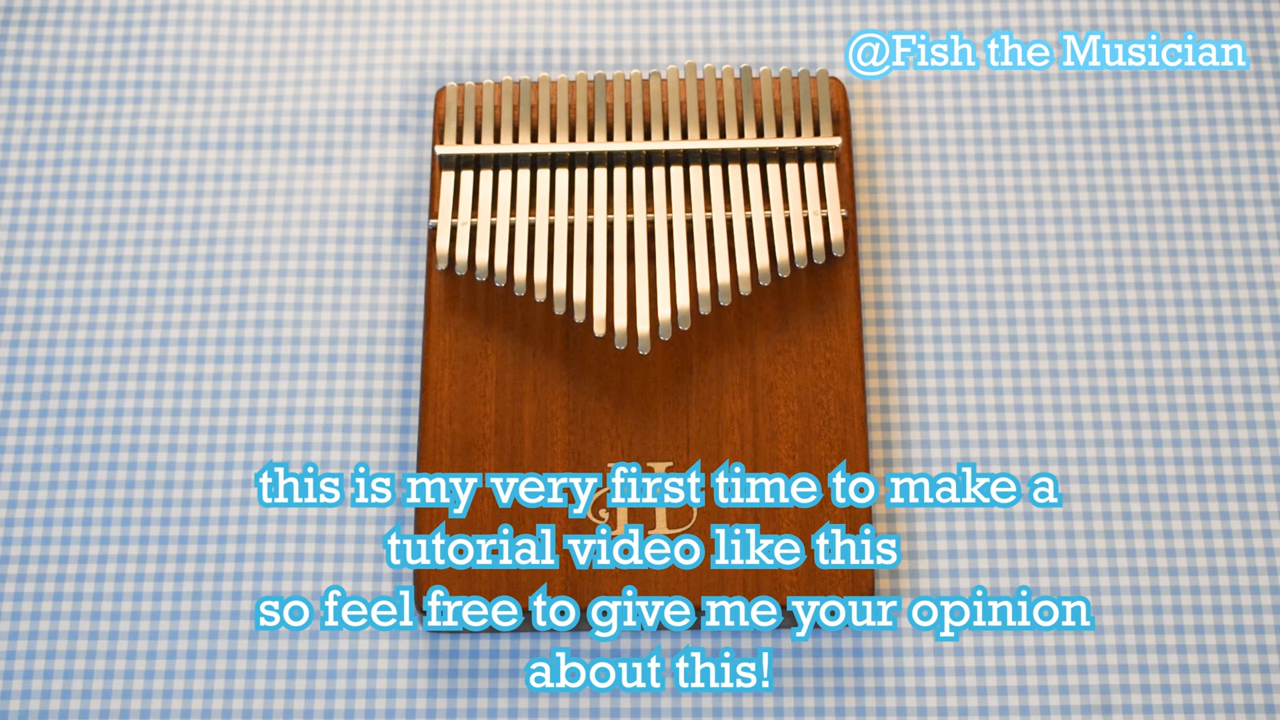 @Fish the Musician
this is my very first time to make a
tutorial video like this
so feel free to give me your opinion
about this!